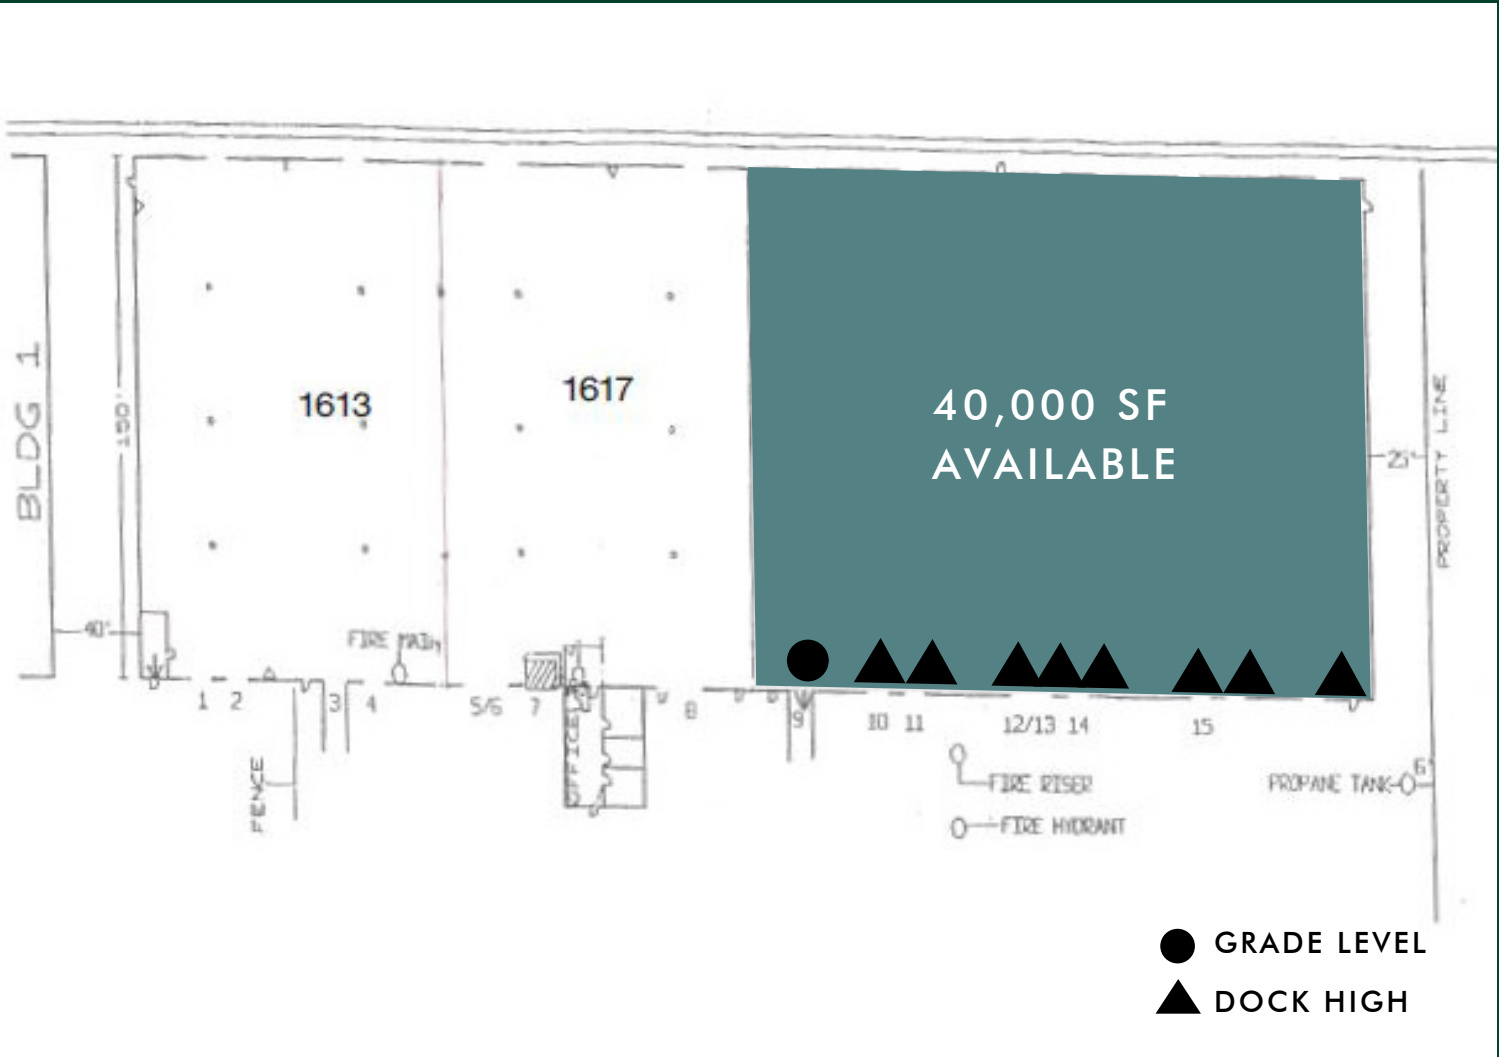 BLDG 1
150'
1613
1617
40,000 SF
AVAILABLE
25'
PROPERTY LINE
40'
FIRE MAIN
1
2
3
4
5/6
7
OFFICE
8
9
10
11
12/13
14
15
FENCE
FIRE RISER
PROPANE TANK
6'
FIRE HYDRANT
GRADE LEVEL
DOCK HIGH